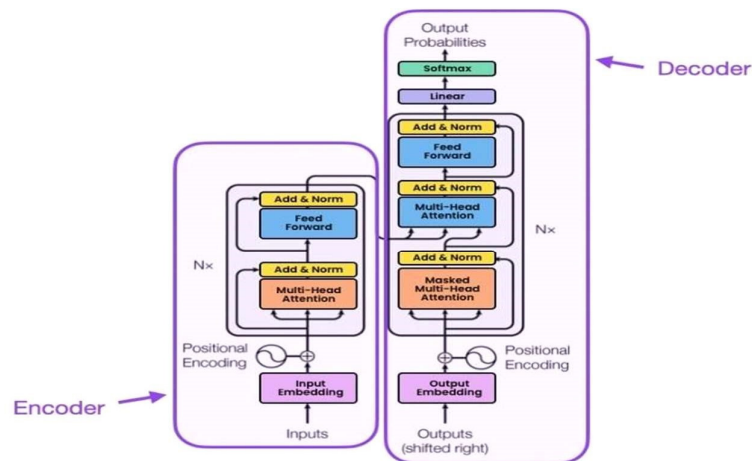 Output
Probabilities
Softmax
Linear
Add & Norm
Feed
Forward
Add & Norm
Multi-Head
Attention
Add & Norm
Masked
Multi-Head
Attention
Nx
Positional
Encoding
Output
Embedding
Outputs
(shifted right)
Decoder
Add & Norm
Feed
Forward
Add & Norm
Multi-Head
Attention
Nx
Positional
Encoding
Input
Embedding
Inputs
Encoder